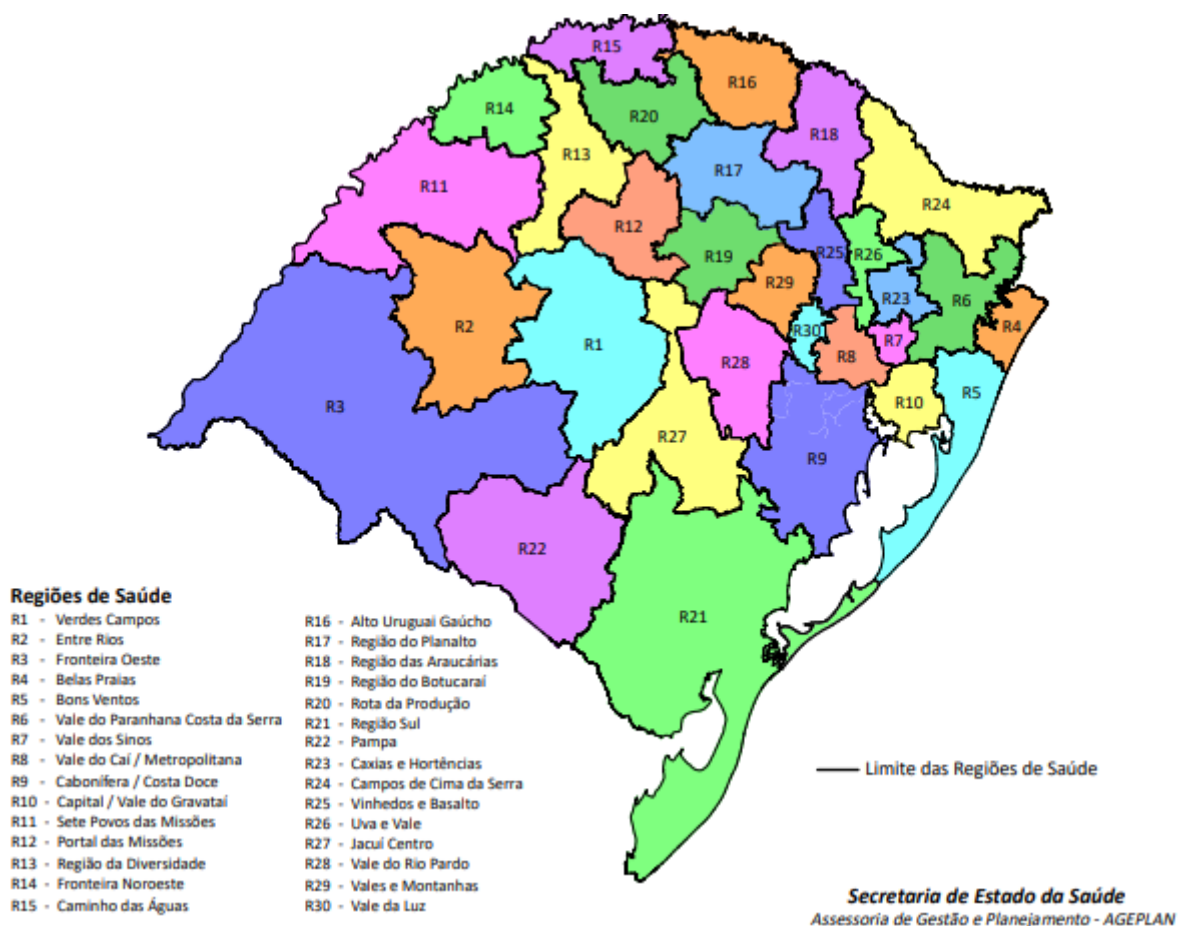 R15
R16
R14
R20
R18
R13
R17
R11
R24
R12
R25
R26
R19
R29
R23
R6
R2
R4
R30
R1
R7
R8
R28
R5
R3
R10
R27
R9
R22
R21
Regiões de Saúde
R1 - Verdes Campos
R2 - Entre Rios
R3 - Fronteira Oeste
R4 - Belas Praias
R5 - Bons Ventos
R6 - Vale do Paranhana Costa da Serra
R7 - Vale dos Sinos
R8 - Vale do Caí / Metropolitana
R9 - Cabonífera / Costa Doce
R10 - Capital / Vale do Gravataí
R11 - Sete Povos das Missões
R12 - Portal das Missões
R13 - Região da Diversidade
R14 - Fronteira Noroeste
R15 - Caminho das Águas
R16 - Alto Uruguai Gaúcho
R17 - Região do Planalto
R18 - Região das Araucárias
R19 - Região do Botucaraí
R20 - Rota da Produção
R21 - Região Sul
R22 - Pampa
R23 - Caxias e Hortências
R24 - Campos de Cima da Serra
R25 - Vinhedos e Basalto
R26 - Uva e Vale
R27 - Jacuí Centro
R28 - Vale do Rio Pardo
R29 - Vales e Montanhas
R30 - Vale da Luz
Limite das Regiões de Saúde
Secretaria de Estado da Saúde
Assessoria de Gestão e Planejamento - AGEPLAN